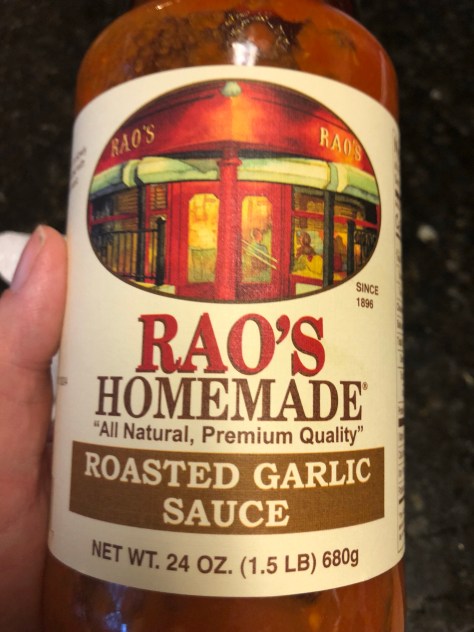 RAO'S RAO'S
SINCE
1896
RAO'S
HOMEMADE®
"All Natural, Premium Quality"
ROASTED GARLIC
SAUCE
NET WT. 24 OZ. (1.5 LB) 680g